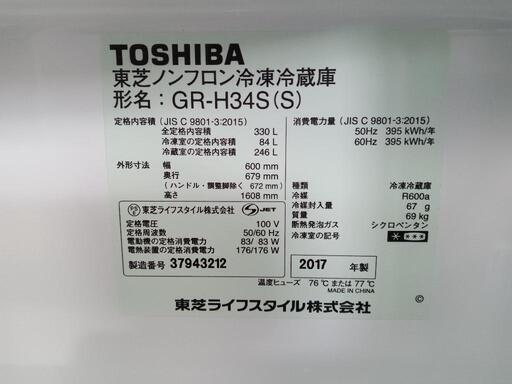 TOSHIBA
東芝ノンフロン冷凍冷蔵庫
形名：GR-H34S(S)
定格内容積 (JIS C 9801-3:2015)
全定格内容積 330 L
冷凍室の定格内容積 84 L
冷蔵室の定格内容積 246 L
外形寸法 幅 600 mm
奥行 679 mm
(ハンドル・調整脚除く 672 mm)
高さ 1608 mm
東芝ライフスタイル株式会社 S JET
定格電圧 100 V
定格周波数 50/60 Hz
電動機の定格消費電力 83/ 83 W
電熱装置の定格消費電力 176/176 W
製造番号 37943212
消費電力量 (JIS C 9801-3:2015)
50Hz 395 kWh/年
60Hz 395 kWh/年
種類 冷凍冷蔵庫
冷媒 R600a
冷媒封入量 67 g
質量 69 kg
断熱発泡ガス シクロペンタン
冷凍室の記号 ****
2017 年製
温度ヒューズ 76℃ または 77℃
MADE IN CHINA
東芝ライフスタイル株式会社 ©